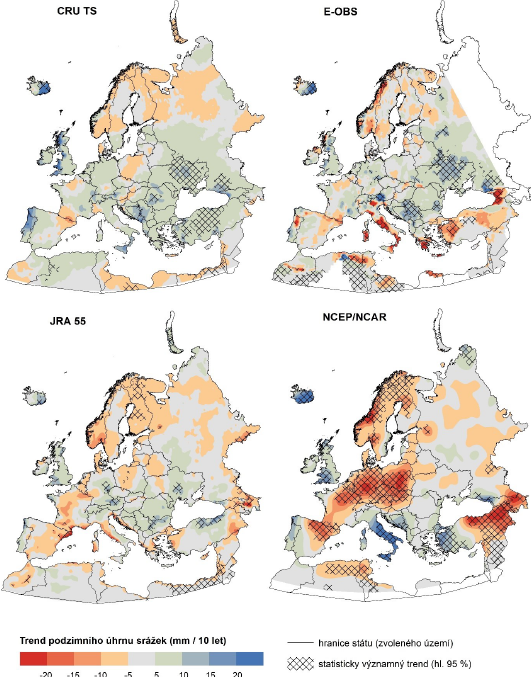 CRU TS
E-OBS
JRA 55
NCEP/NCAR
Trend podzimního úhrnu srážek (mm / 10 let)
-20 -15 -10 -5 5 10 15 20
hranice státu (zvoleného území)
statisticky významný trend (hl. 95 %)